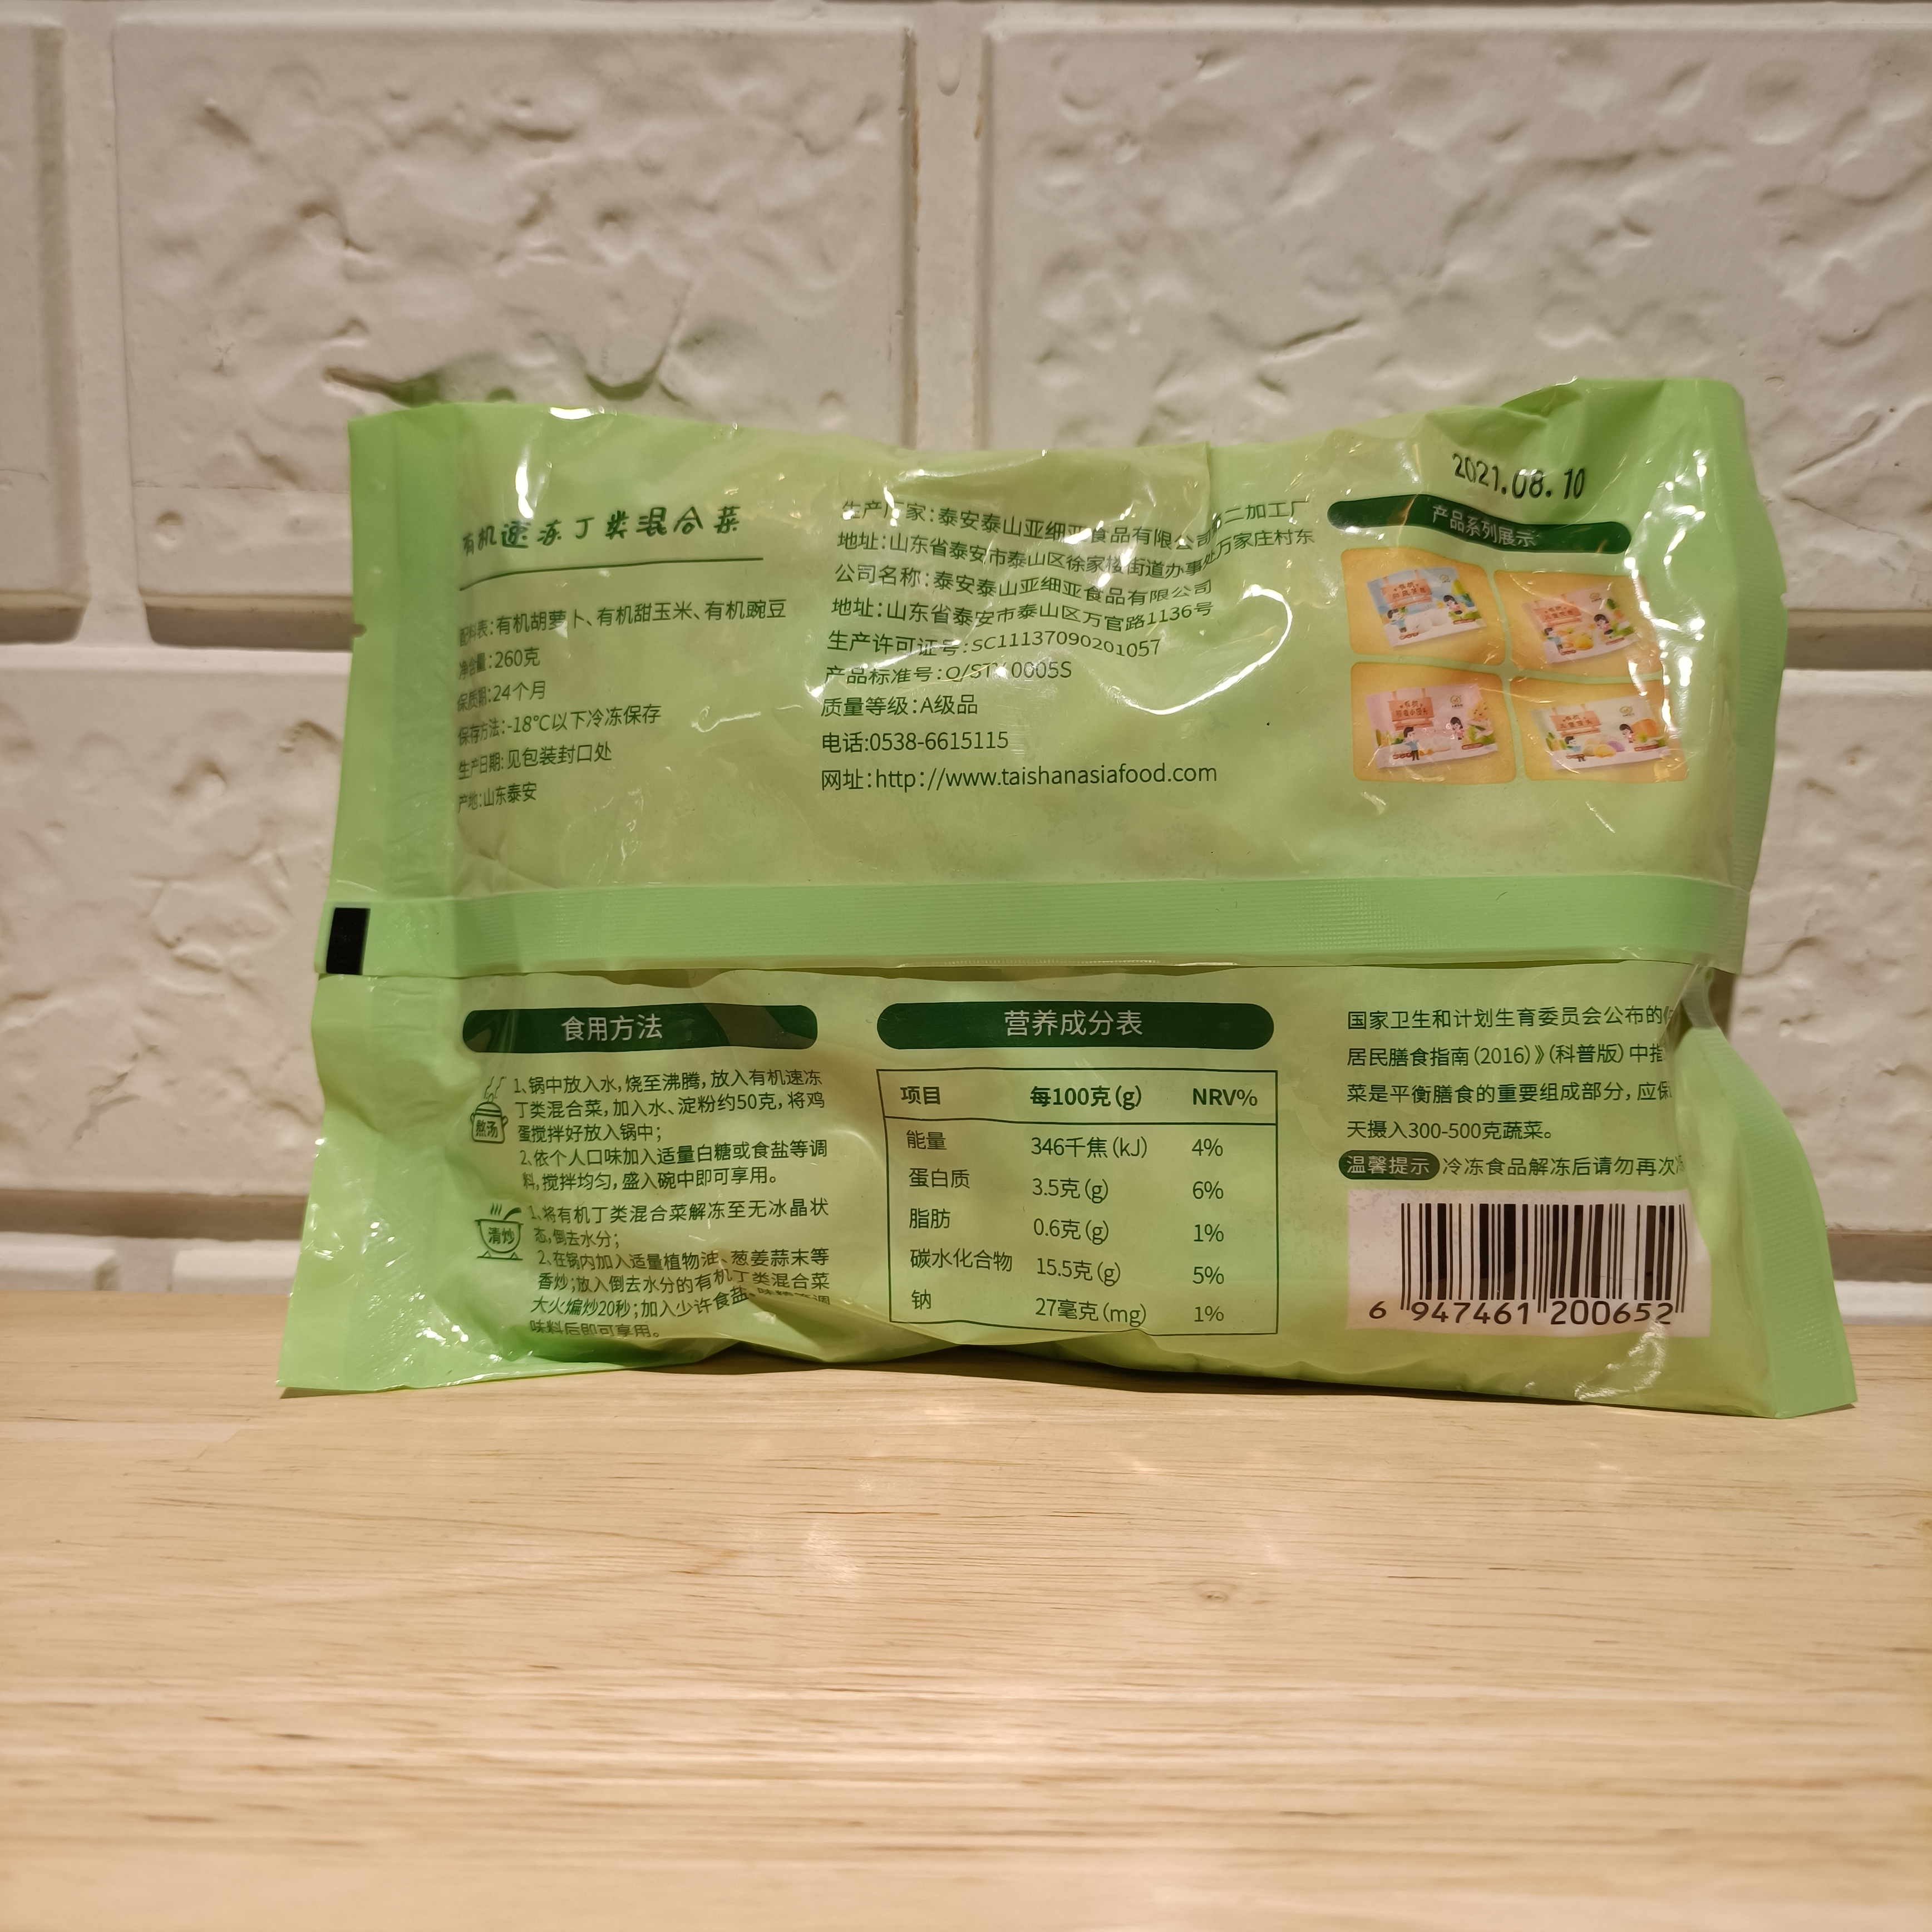 有机速冻丁类混合菜
配料表:有机胡萝卜、有机甜玉米、有机豌豆
净含量:260克
保质期:24个月
保存方法:-18℃以下冷冻保存
生产日期:见包装封口处
产地:山东泰安
生产厂家:泰安泰山亚细亚食品有限公司 二加工厂
地址:山东省泰安市泰山区徐家楼街道办事处万家庄村东
公司名称:泰安泰山亚细亚食品有限公司
地址:山东省泰安市泰山区万官路1136号
生产许可证号:SC11137090201057
产品标准号:Q/STY 0005S
质量等级:A级品
电话:0538-6615115
网址:http://www.taishanasiafood.com
2021.08.10
产品系列展示
食用方法
熬汤
1、锅中放入水,烧至沸腾,放入有机速冻
丁类混合菜,加入水、淀粉约50克,将鸡
蛋搅拌好放入锅中;
2、依个人口味加入适量白糖或食盐等调
料,搅拌均匀,盛入碗中即可享用。
清炒
1、将有机丁类混合菜解冻至无冰晶状
态,倒去水分;
2、在锅内加入适量植物油、葱姜蒜末等
香炒;放入倒去水分的有机丁类混合菜
大火煸炒20秒;加入少许食盐、
味料后即可享用。
营养成分表
项目 每100克(g) NRV%
能量 346千焦(kJ) 4%
蛋白质 3.5克(g) 6%
脂肪 0.6克(g) 1%
碳水化合物 15.5克(g) 5%
钠 27毫克(mg) 1%
国家卫生和计划生育委员会公布的《
居民膳食指南(2016)》(科普版)中指
菜是平衡膳食的重要组成部分,应保
天摄入300-500克蔬菜。
温馨提示 冷冻食品解冻后请勿再次
6 947461 200652